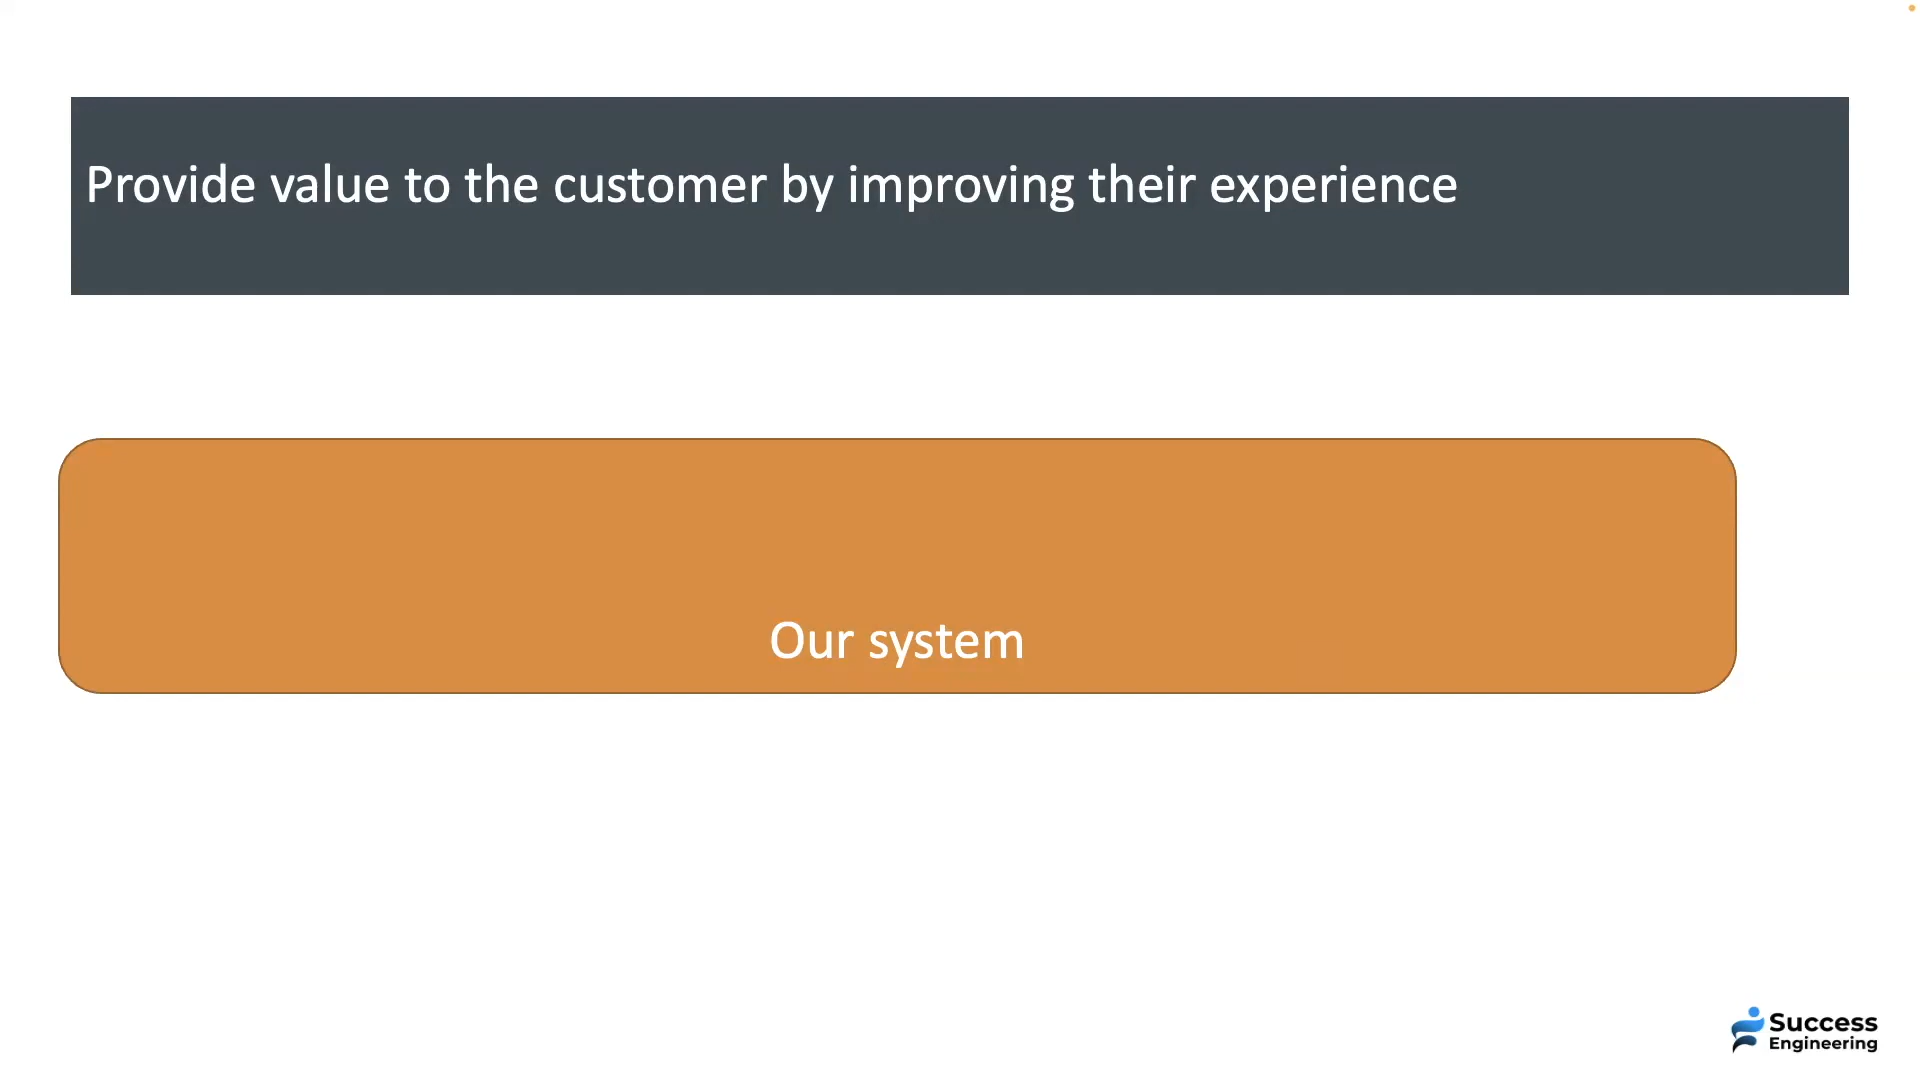 Provide value to the customer by improving their experience
Our system
Success
Engineering